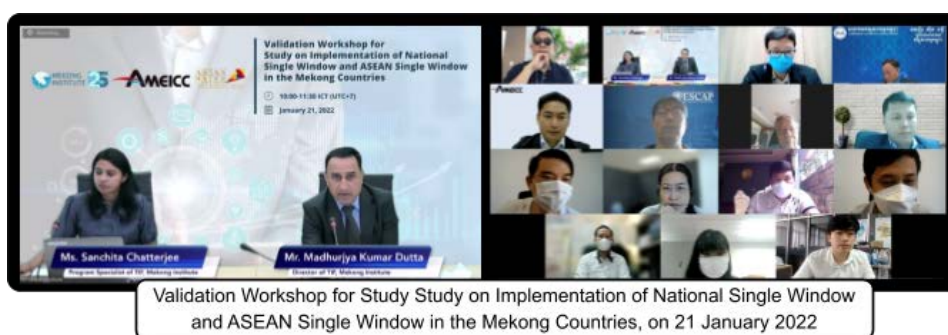 Validation Workshop for
Study on Implementation of National
Single Window and ASEAN Single Window
in the Mekong Countries
10:00-11:30 ICT (UTC+7)
January 21, 2022
MEKONG
INSTITUTE
25
AMEICC
Ms. Sanchita Chatterjee
Program Specialist of TIF, Mekong Institute
Mr. Madhurjya Kumar Dutta
Director of TIF, Mekong Institute
AMEICC
ESCAP
Validation Workshop for Study Study on Implementation of National Single Window
and ASEAN Single Window in the Mekong Countries, on 21 January 2022